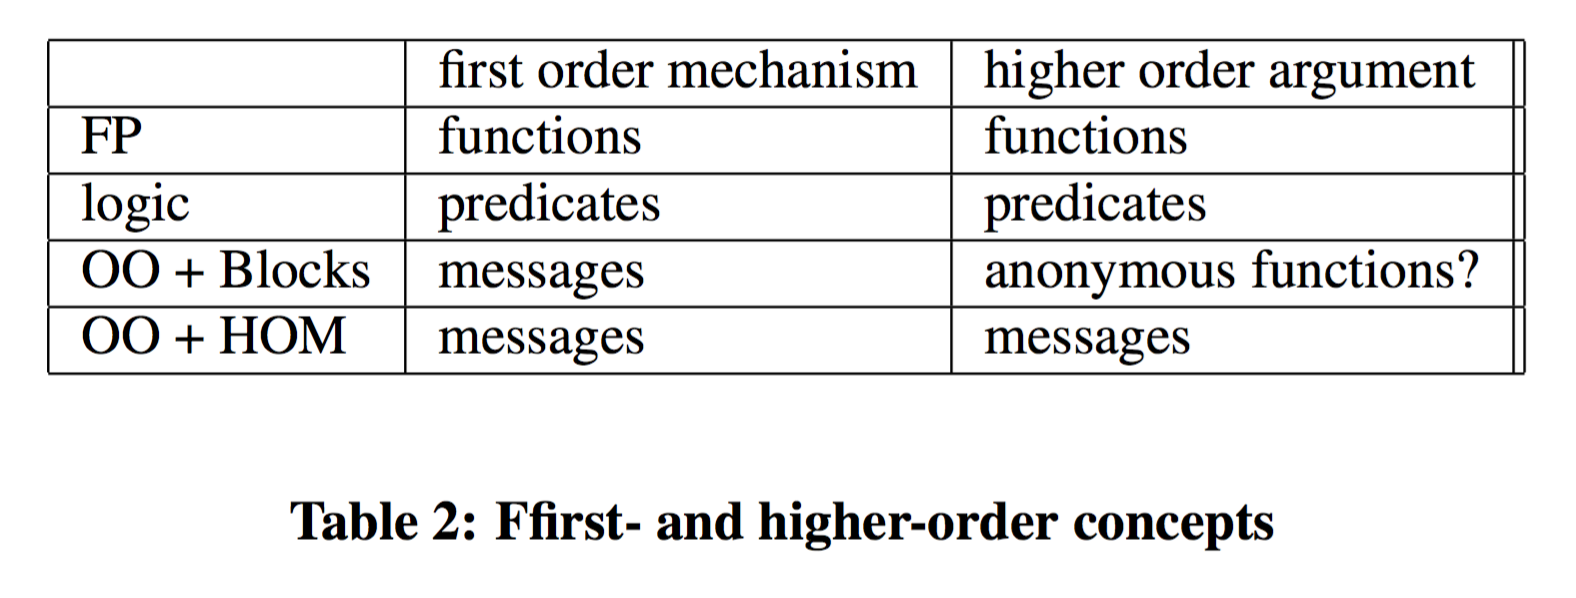 first order mechanism higher order argument
FP functions functions
logic predicates predicates
OO + Blocks messages anonymous functions?
OO + HOM messages messages
Table 2: Ffirst- and higher-order concepts